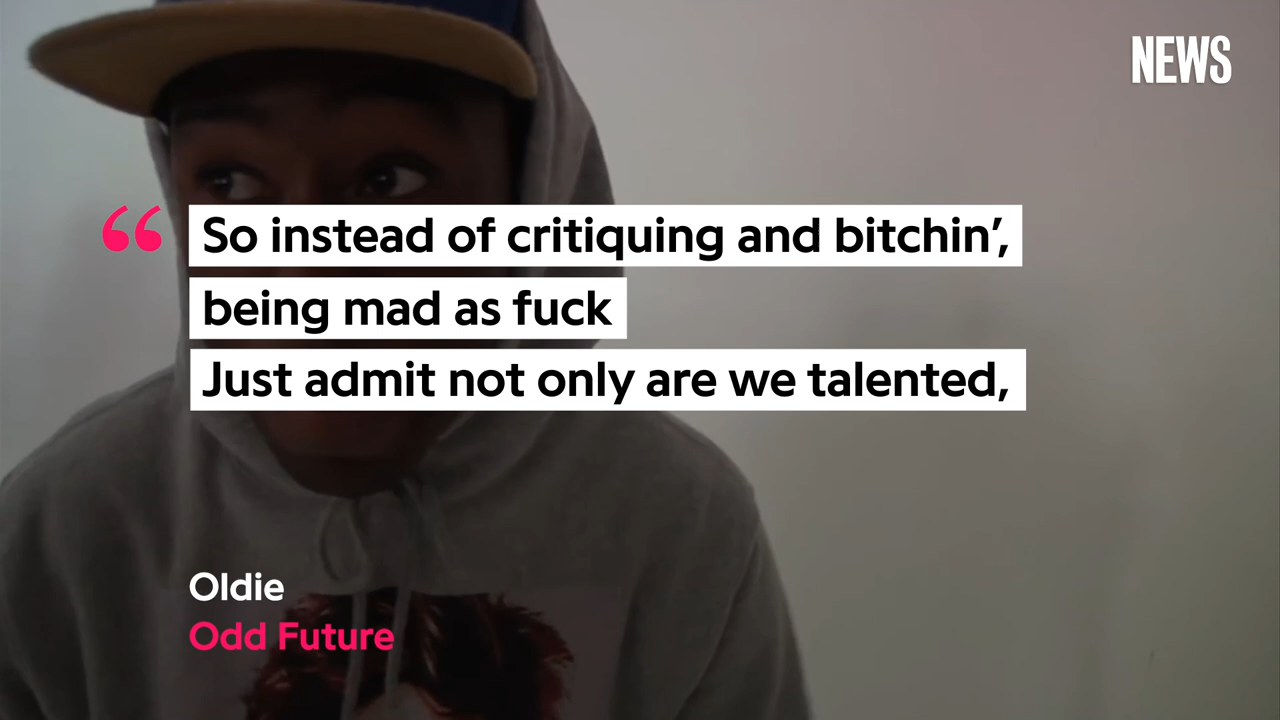 NEWS
“ So instead of critiquing and bitchin’,
being mad as fuck
Just admit not only are we talented,
Oldie
Odd Future